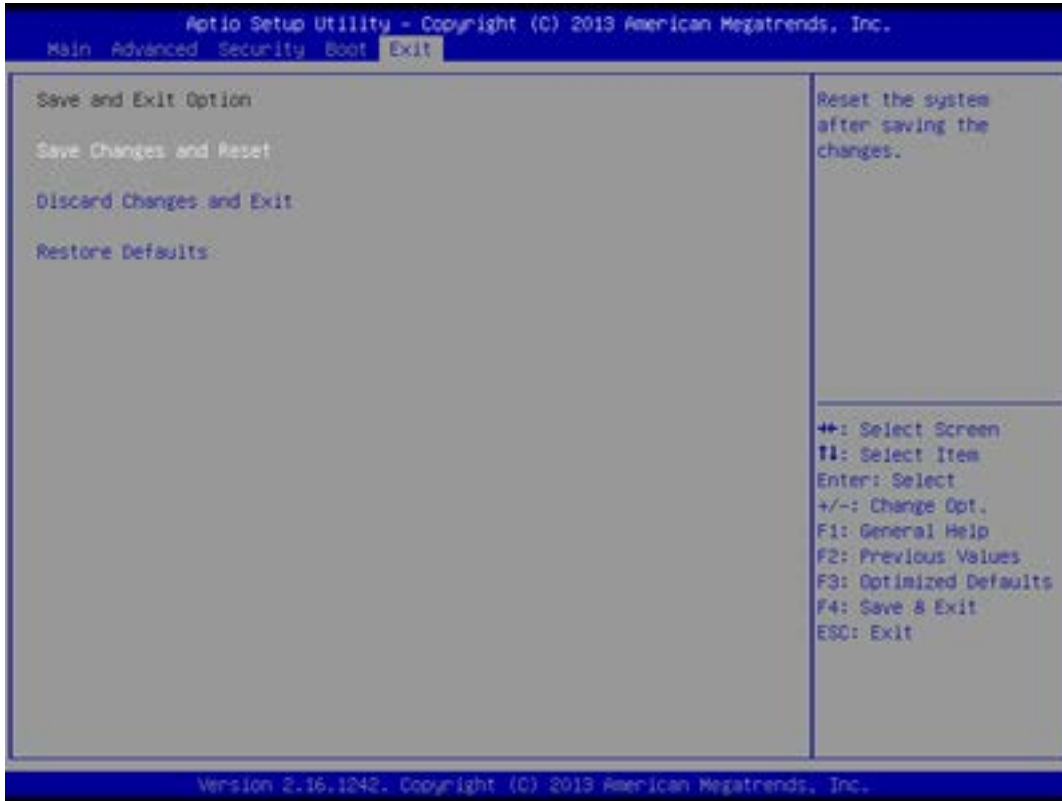 Aptio Setup Utility – Copyright (C) 2013 American Megatrends, Inc.
Main Advanced Security Boot Exit
Save and Exit Option
Save Changes and Reset
Discard Changes and Exit
Restore Defaults
Reset the system
after saving the
changes.
→←: Select Screen
↑↓: Select Item
Enter: Select
+/-: Change Opt.
F1: General Help
F2: Previous Values
F3: Optimized Defaults
F4: Save & Exit
ESC: Exit
Version 2.16.1242. Copyright (C) 2013 American Megatrends, Inc.